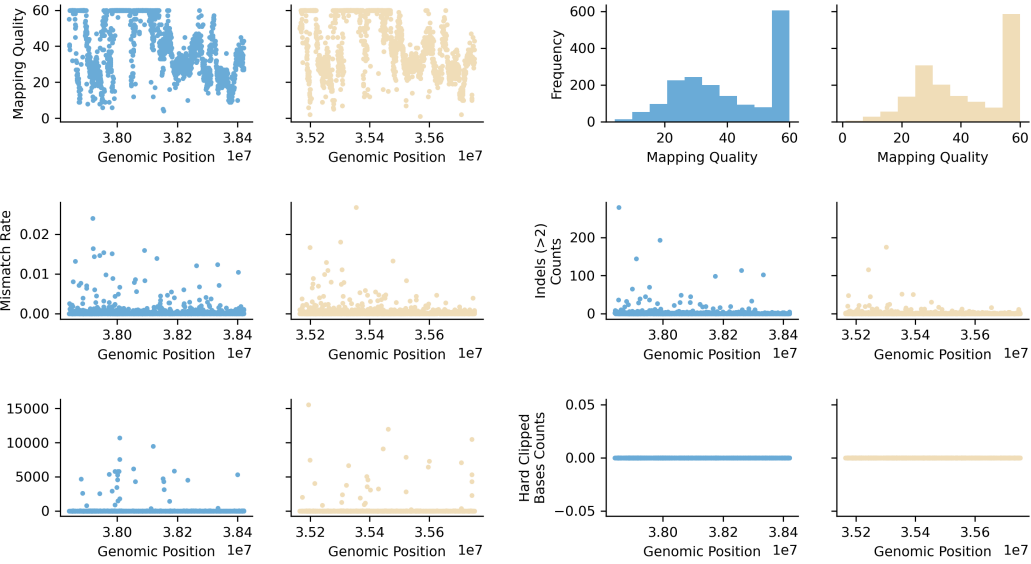 60
40
20
0
Mapping Quality
3.80 3.82 3.84
Genomic Position 1e7
3.52 3.54 3.56
Genomic Position 1e7
600
400
200
0
Frequency
20 40 60
Mapping Quality
0 20 40 60
Mapping Quality
0.02
0.01
0.00
Mismatch Rate
3.80 3.82 3.84
Genomic Position 1e7
3.52 3.54 3.56
Genomic Position 1e7
200
100
0
Indels (>2)
Counts
3.80 3.82 3.84
Genomic Position 1e7
3.52 3.54 3.56
Genomic Position 1e7
15000
10000
5000
0
3.80 3.82 3.84
Genomic Position 1e7
3.52 3.54 3.56
Genomic Position 1e7
0.05
0.00
−0.05
Hard Clipped
Bases Counts
3.80 3.82 3.84
Genomic Position 1e7
3.52 3.54 3.56
Genomic Position 1e7